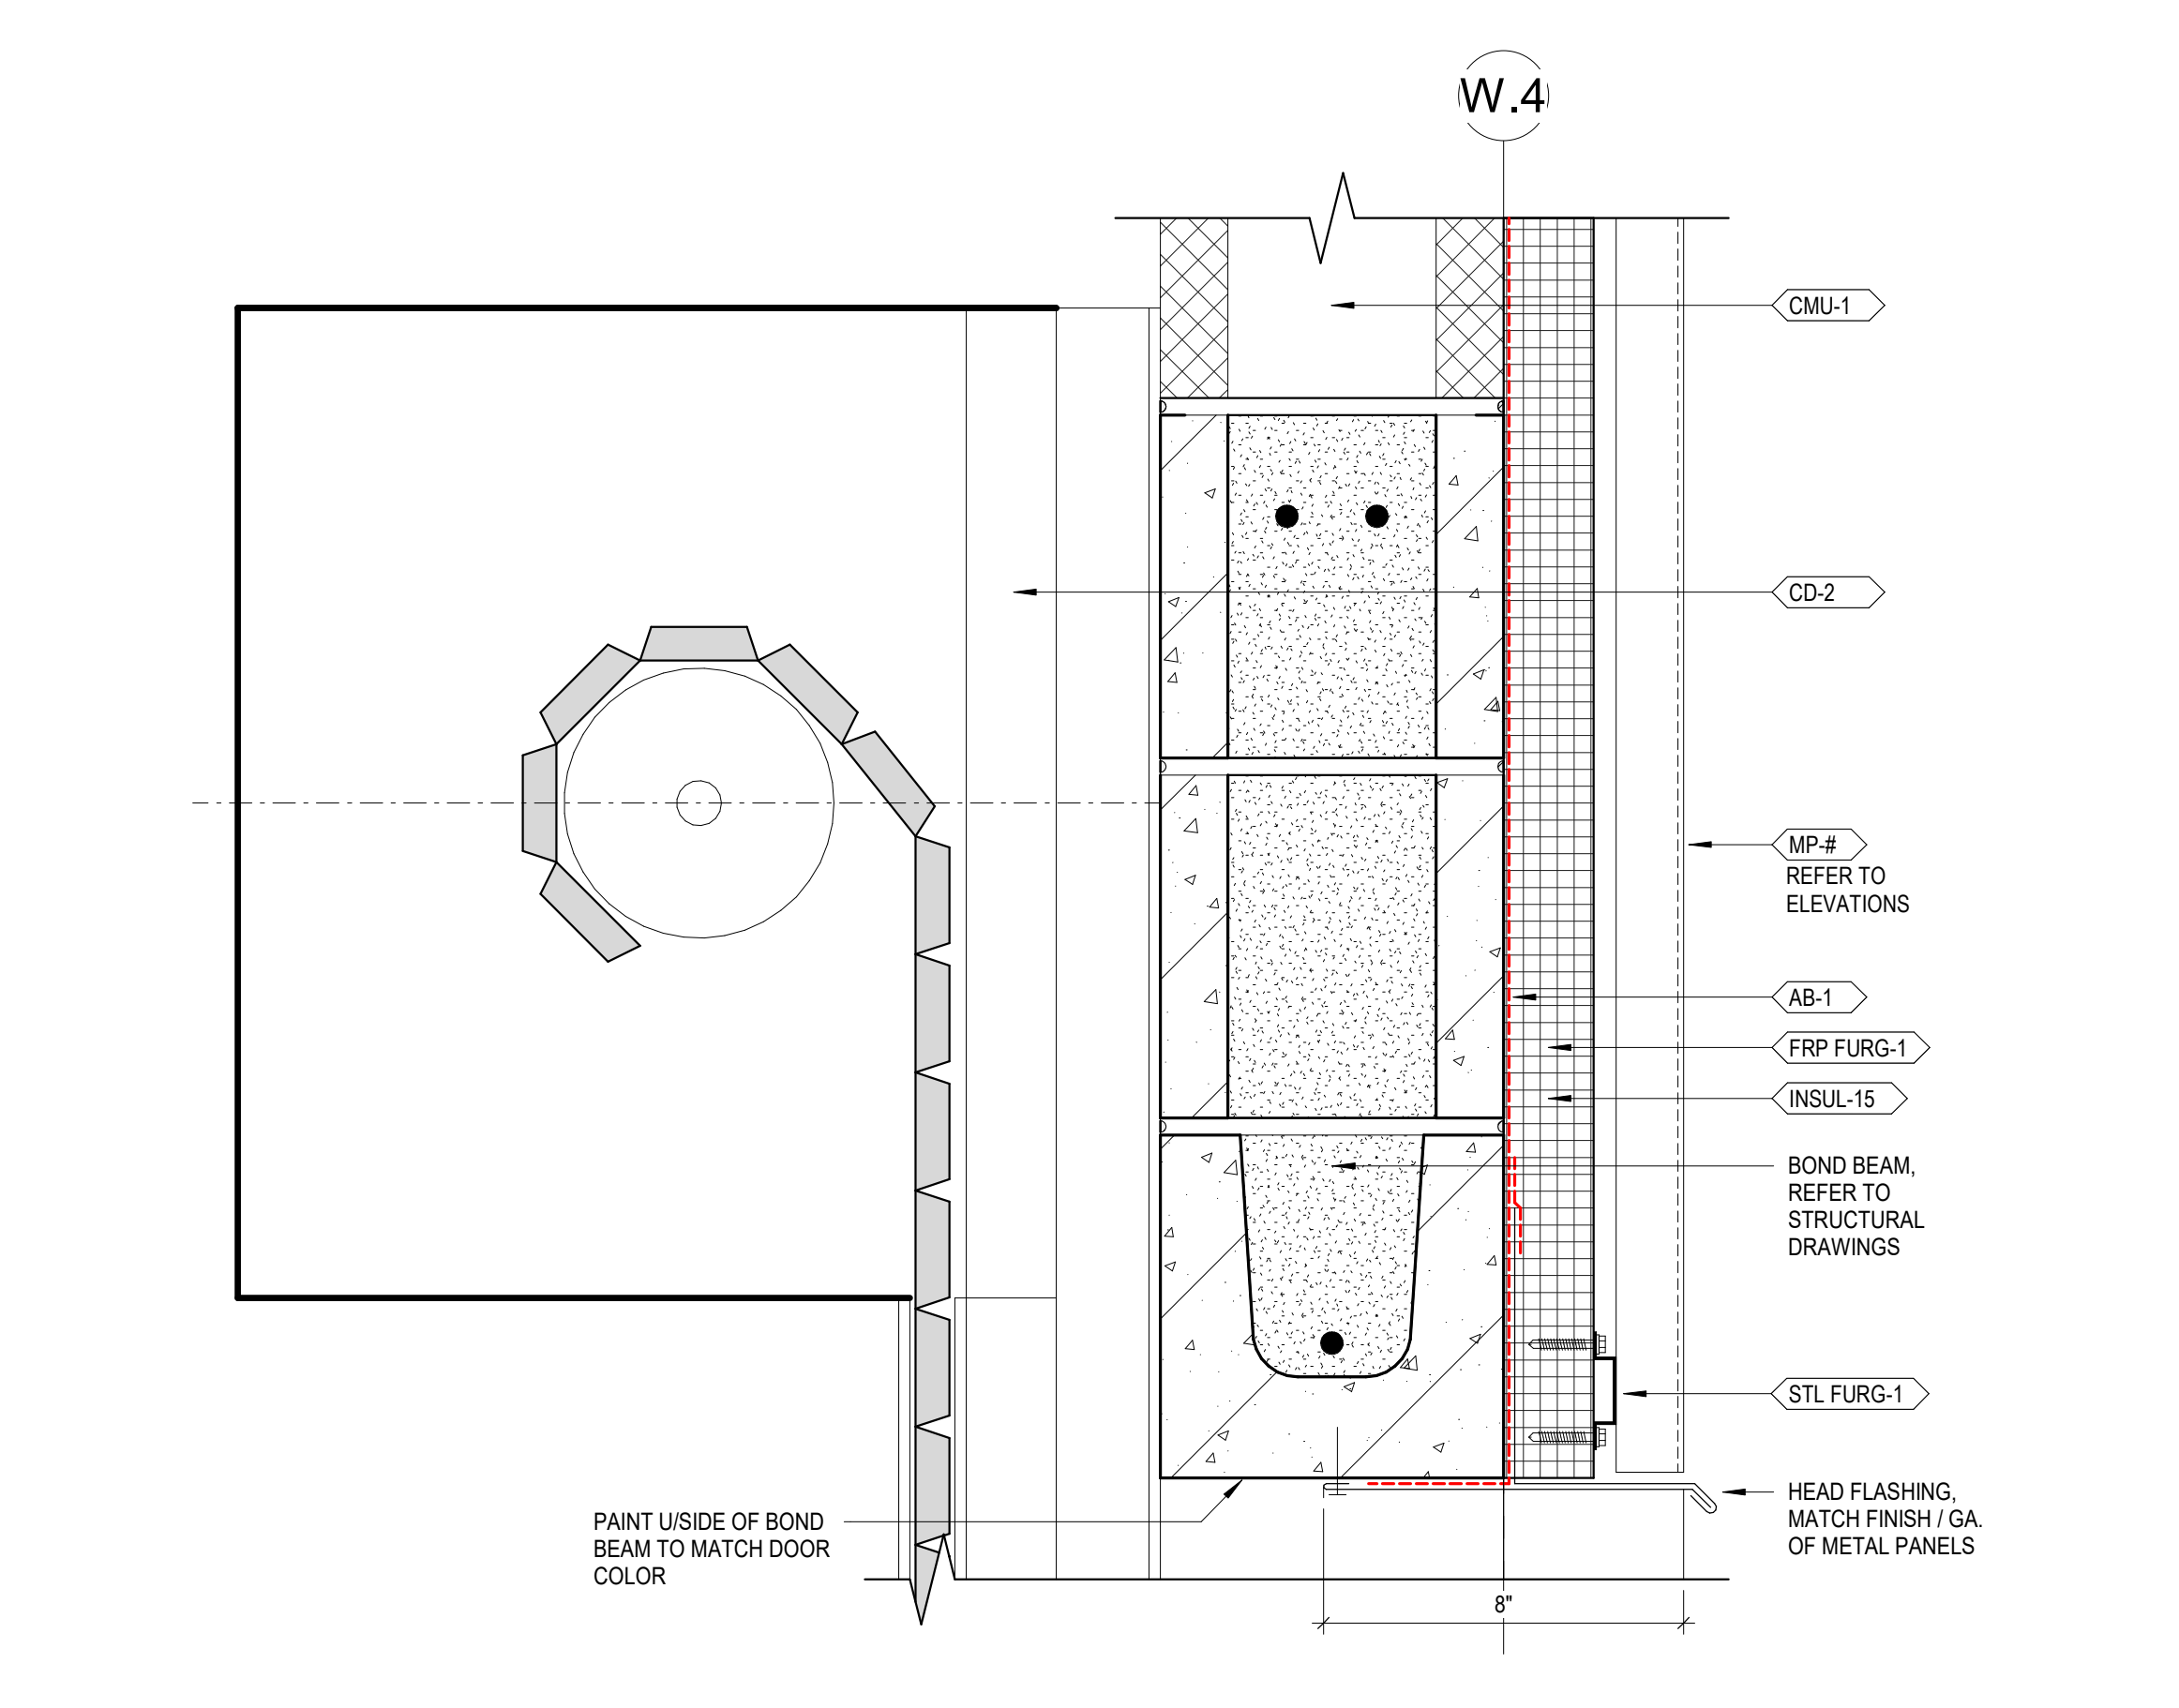 W.4
CMU-1
CD-2
MP-#
REFER TO
ELEVATIONS
AB-1
FRP FURG-1
INSUL-15
BOND BEAM,
REFER TO
STRUCTURAL
DRAWINGS
STL FURG-1
HEAD FLASHING,
MATCH FINISH / GA.
OF METAL PANELS
PAINT U/SIDE OF BOND
BEAM TO MATCH DOOR
COLOR
8"